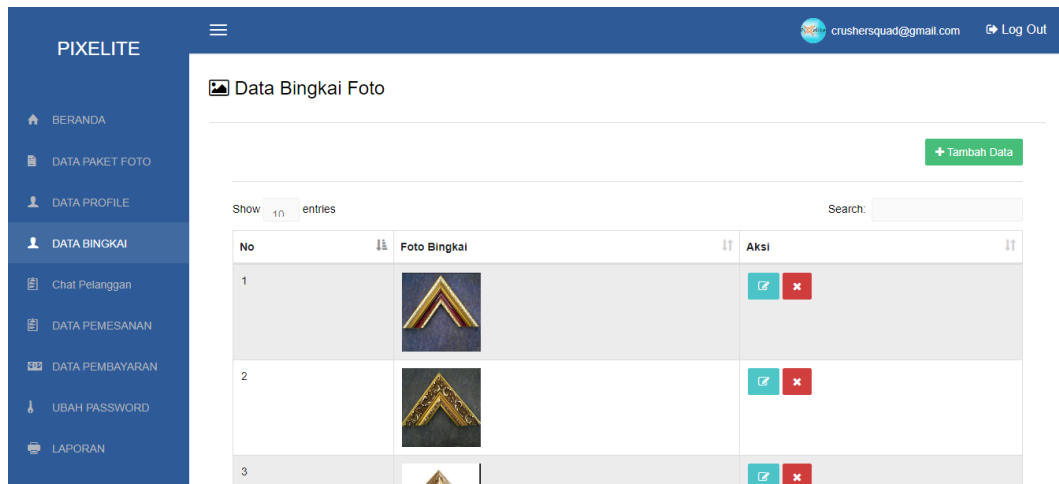 PIXELITE
crushersquad@gmail.com
Log Out
Data Bingkai Foto
BERANDA
DATA PAKET FOTO
DATA PROFILE
DATA BINGKAI
Chat Pelanggan
DATA PEMESANAN
DATA PEMBAYARAN
UBAH PASSWORD
LAPORAN
+ Tambah Data
Show 10 entries
Search:
No Foto Bingkai Aksi
1
2
3